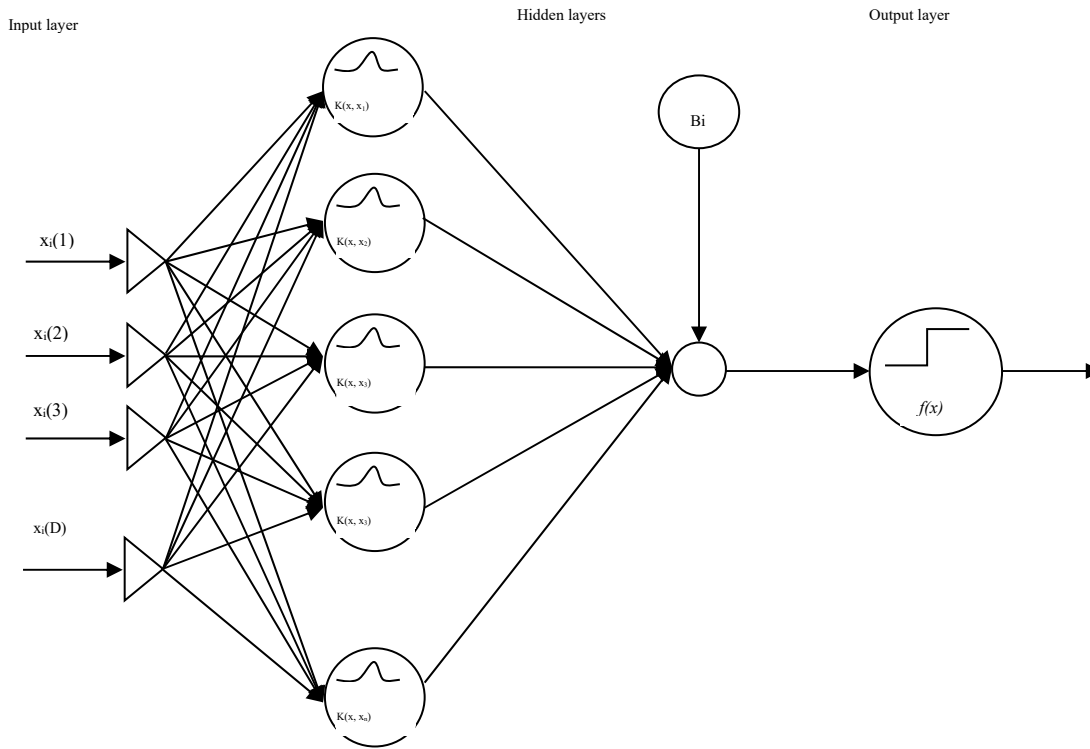 Input layer
Hidden layers
Output layer
K(x, x₁)
Bi
K(x, x₂)
xᵢ(1)
xᵢ(2)
K(x, x₃)
xᵢ(3)
f(x)
K(x, x₃)
xᵢ(D)
K(x, xₙ)